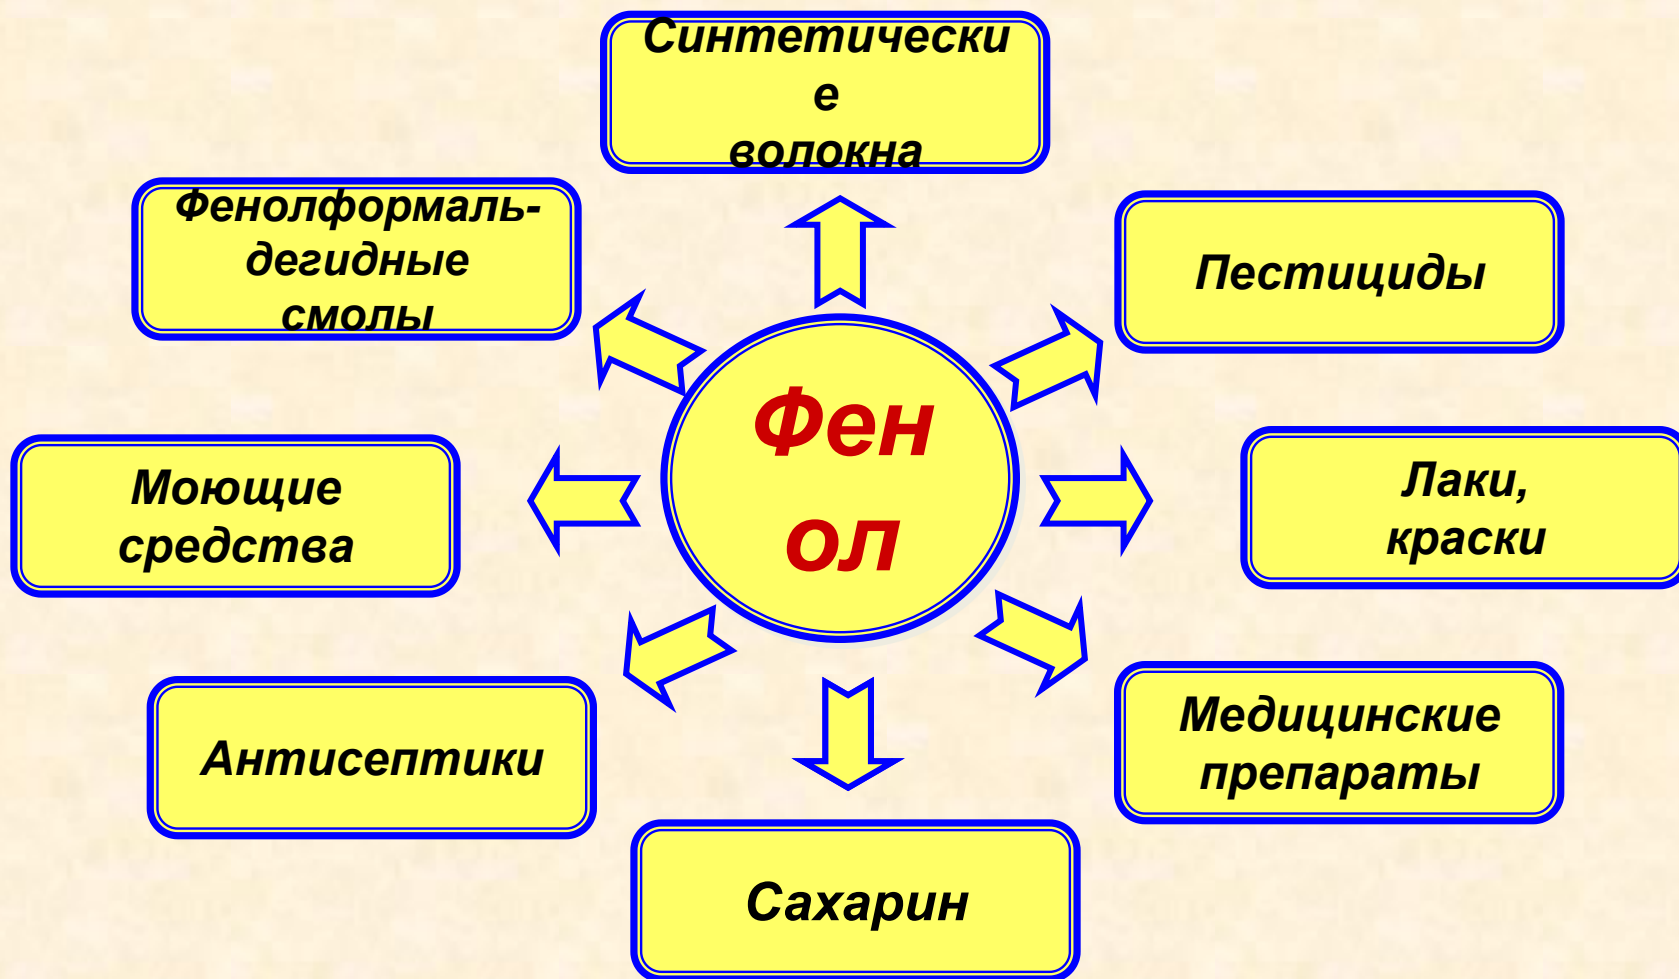 Синтетически
е
волокна
Фенолформаль-
дегидные
смолы
Пестициды
Фен
ол
Моющие
средства
Лаки,
краски
Антисептики
Медицинские
препараты
Сахарин